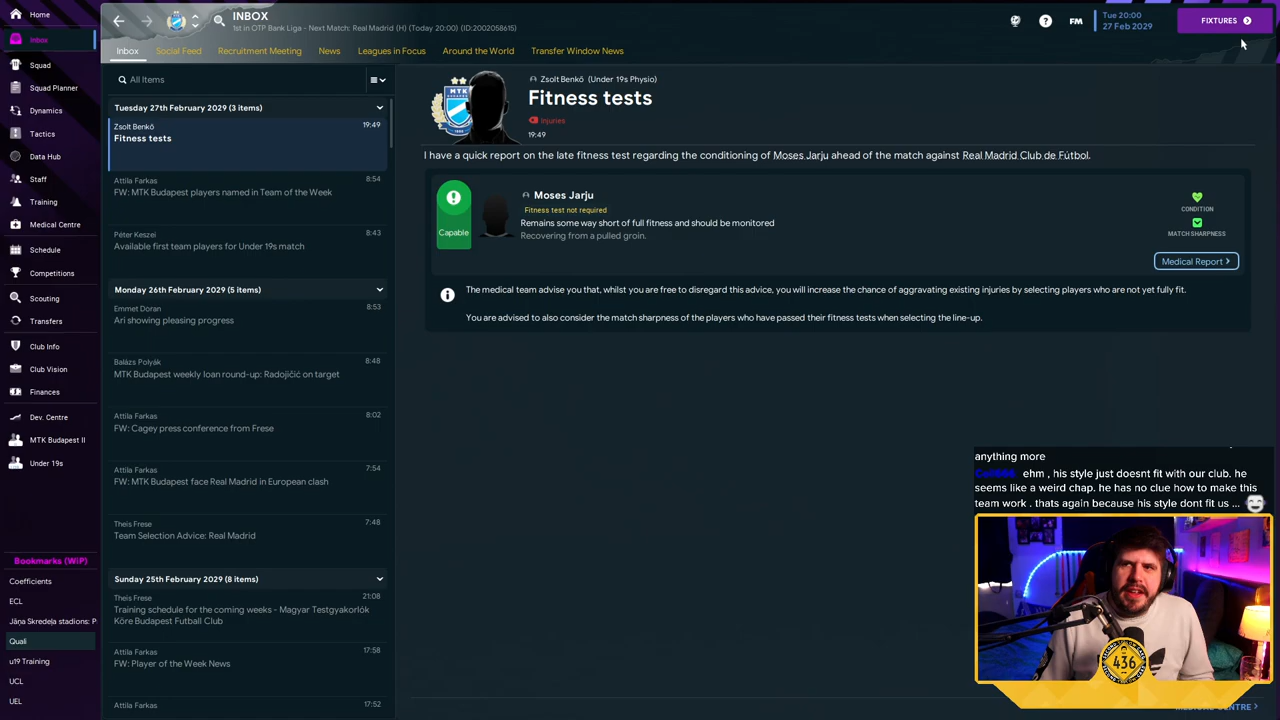 Home
Inbox
Squad
Squad Planner
Dynamics
Tactics
Data Hub
Staff
Training
Medical Centre
Schedule
Competitions
Scouting
Transfers
Club Info
Club Vision
Finances
Dev. Centre
MTK Budapest II
Under 19s
Bookmarks (WiP)
Coefficients
ECL
Jāņa Skredeļa stadions: P
Quali
u19 Training
UCL
UEL
INBOX
1st in OTP Bank Liga - Next Match: Real Madrid (H) (Today 20:00) (ID:2002058615)
FM
Tue 20:00
27 Feb 2029
FIXTURES
Inbox
Social Feed
Recruitment Meeting
News
Leagues in Focus
Around the World
Transfer Window News
All Items
Tuesday 27th February 2029 (3 items)
Zsolt Benkő 19:49
Fitness tests
Attila Farkas 8:54
FW: MTK Budapest players named in Team of the Week
Péter Keszei 8:43
Available first team players for Under 19s match
Monday 26th February 2029 (5 items)
Emmet Doran 8:53
Ari showing pleasing progress
Balázs Polyák 8:48
MTK Budapest weekly loan round-up: Radojičić on target
Attila Farkas 8:02
FW: Cagey press conference from Frese
Attila Farkas 7:54
FW: MTK Budapest face Real Madrid in European clash
Theis Frese 7:48
Team Selection Advice: Real Madrid
Sunday 25th February 2029 (8 items)
Theis Frese 21:08
Training schedule for the coming weeks - Magyar Testgyakorlók
Köre Budapest Futball Club
Attila Farkas 17:58
FW: Player of the Week News
Attila Farkas 17:52
MTK
Zsolt Benkő (Under 19s Physio)
Fitness tests
Injuries
19:49
I have a quick report on the late fitness test regarding the conditioning of Moses Jarju ahead of the match against Real Madrid Club de Fútbol.
Capable
Moses Jarju
Fitness test not required
Remains some way short of full fitness and should be monitored
Recovering from a pulled groin.
CONDITION
MATCH SHARPNESS
Medical Report
The medical team advise you that, whilst you are free to disregard this advice, you will increase the chance of aggravating existing injuries by selecting players who are not yet fully fit.
You are advised to also consider the match sharpness of the players who have passed their fitness tests when selecting the line-up.
anything more
ehm , his style just doesnt fit with our club. he
seems like a weird chap. he has no clue how to make this
team work . thats again because his style dont fit us ...
436
MEDICAL CENTRE